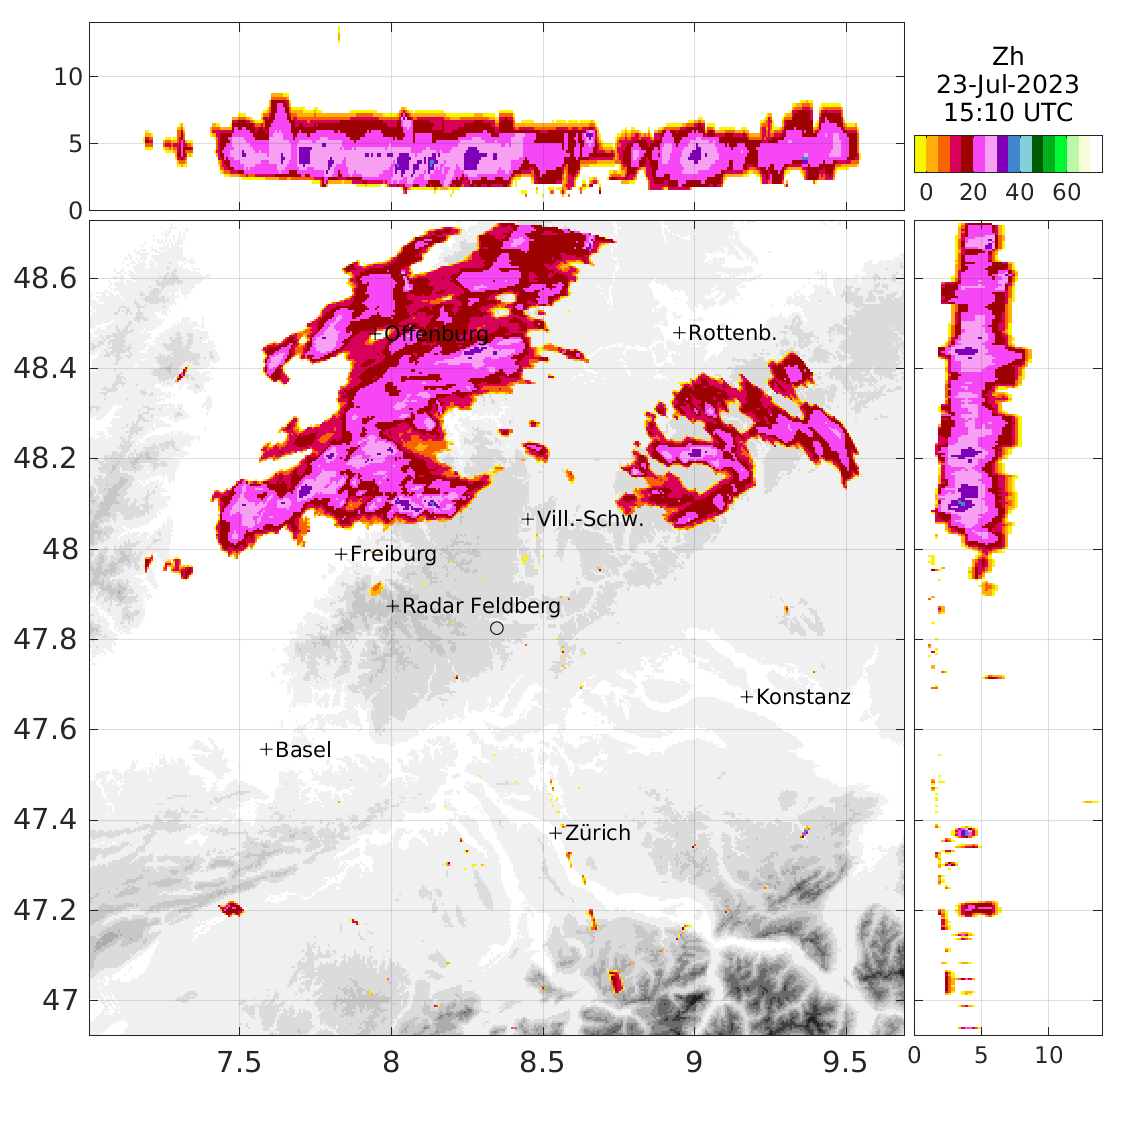 Zh
23-Jul-2023
15:10 UTC
0 20 40 60
10
5
0
48.6
48.4
48.2
48
47.8
47.6
47.4
47.2
47
+Offenburg
+Rottenb.
+Vill.-Schw.
+Freiburg
+Radar Feldberg
+Konstanz
+Basel
+Zürich
7.5 8 8.5 9 9.5
0 5 10